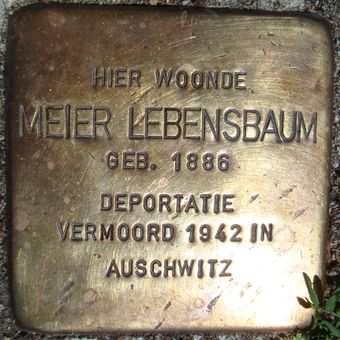 HIER WOONDE
MEIER LEBENSBAUM
GEB. 1886
DEPORTATIE
VERMOORD 1942 IN
AUSCHWITZ